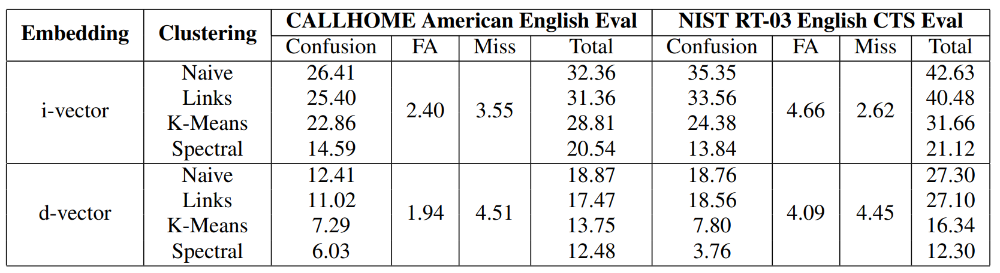 Embedding Clustering CALLHOME American English Eval NIST RT-03 English CTS Eval
Confusion FA Miss Total Confusion FA Miss Total
i-vector Naive 26.41 2.40 3.55 32.36 35.35 4.66 2.62 42.63
Links 25.40 31.36 33.56 40.48
K-Means 22.86 28.81 24.38 31.66
Spectral 14.59 20.54 13.84 21.12
d-vector Naive 12.41 1.94 4.51 18.87 18.76 4.09 4.45 27.30
Links 11.02 17.47 18.56 27.10
K-Means 7.29 13.75 7.80 16.34
Spectral 6.03 12.48 3.76 12.30